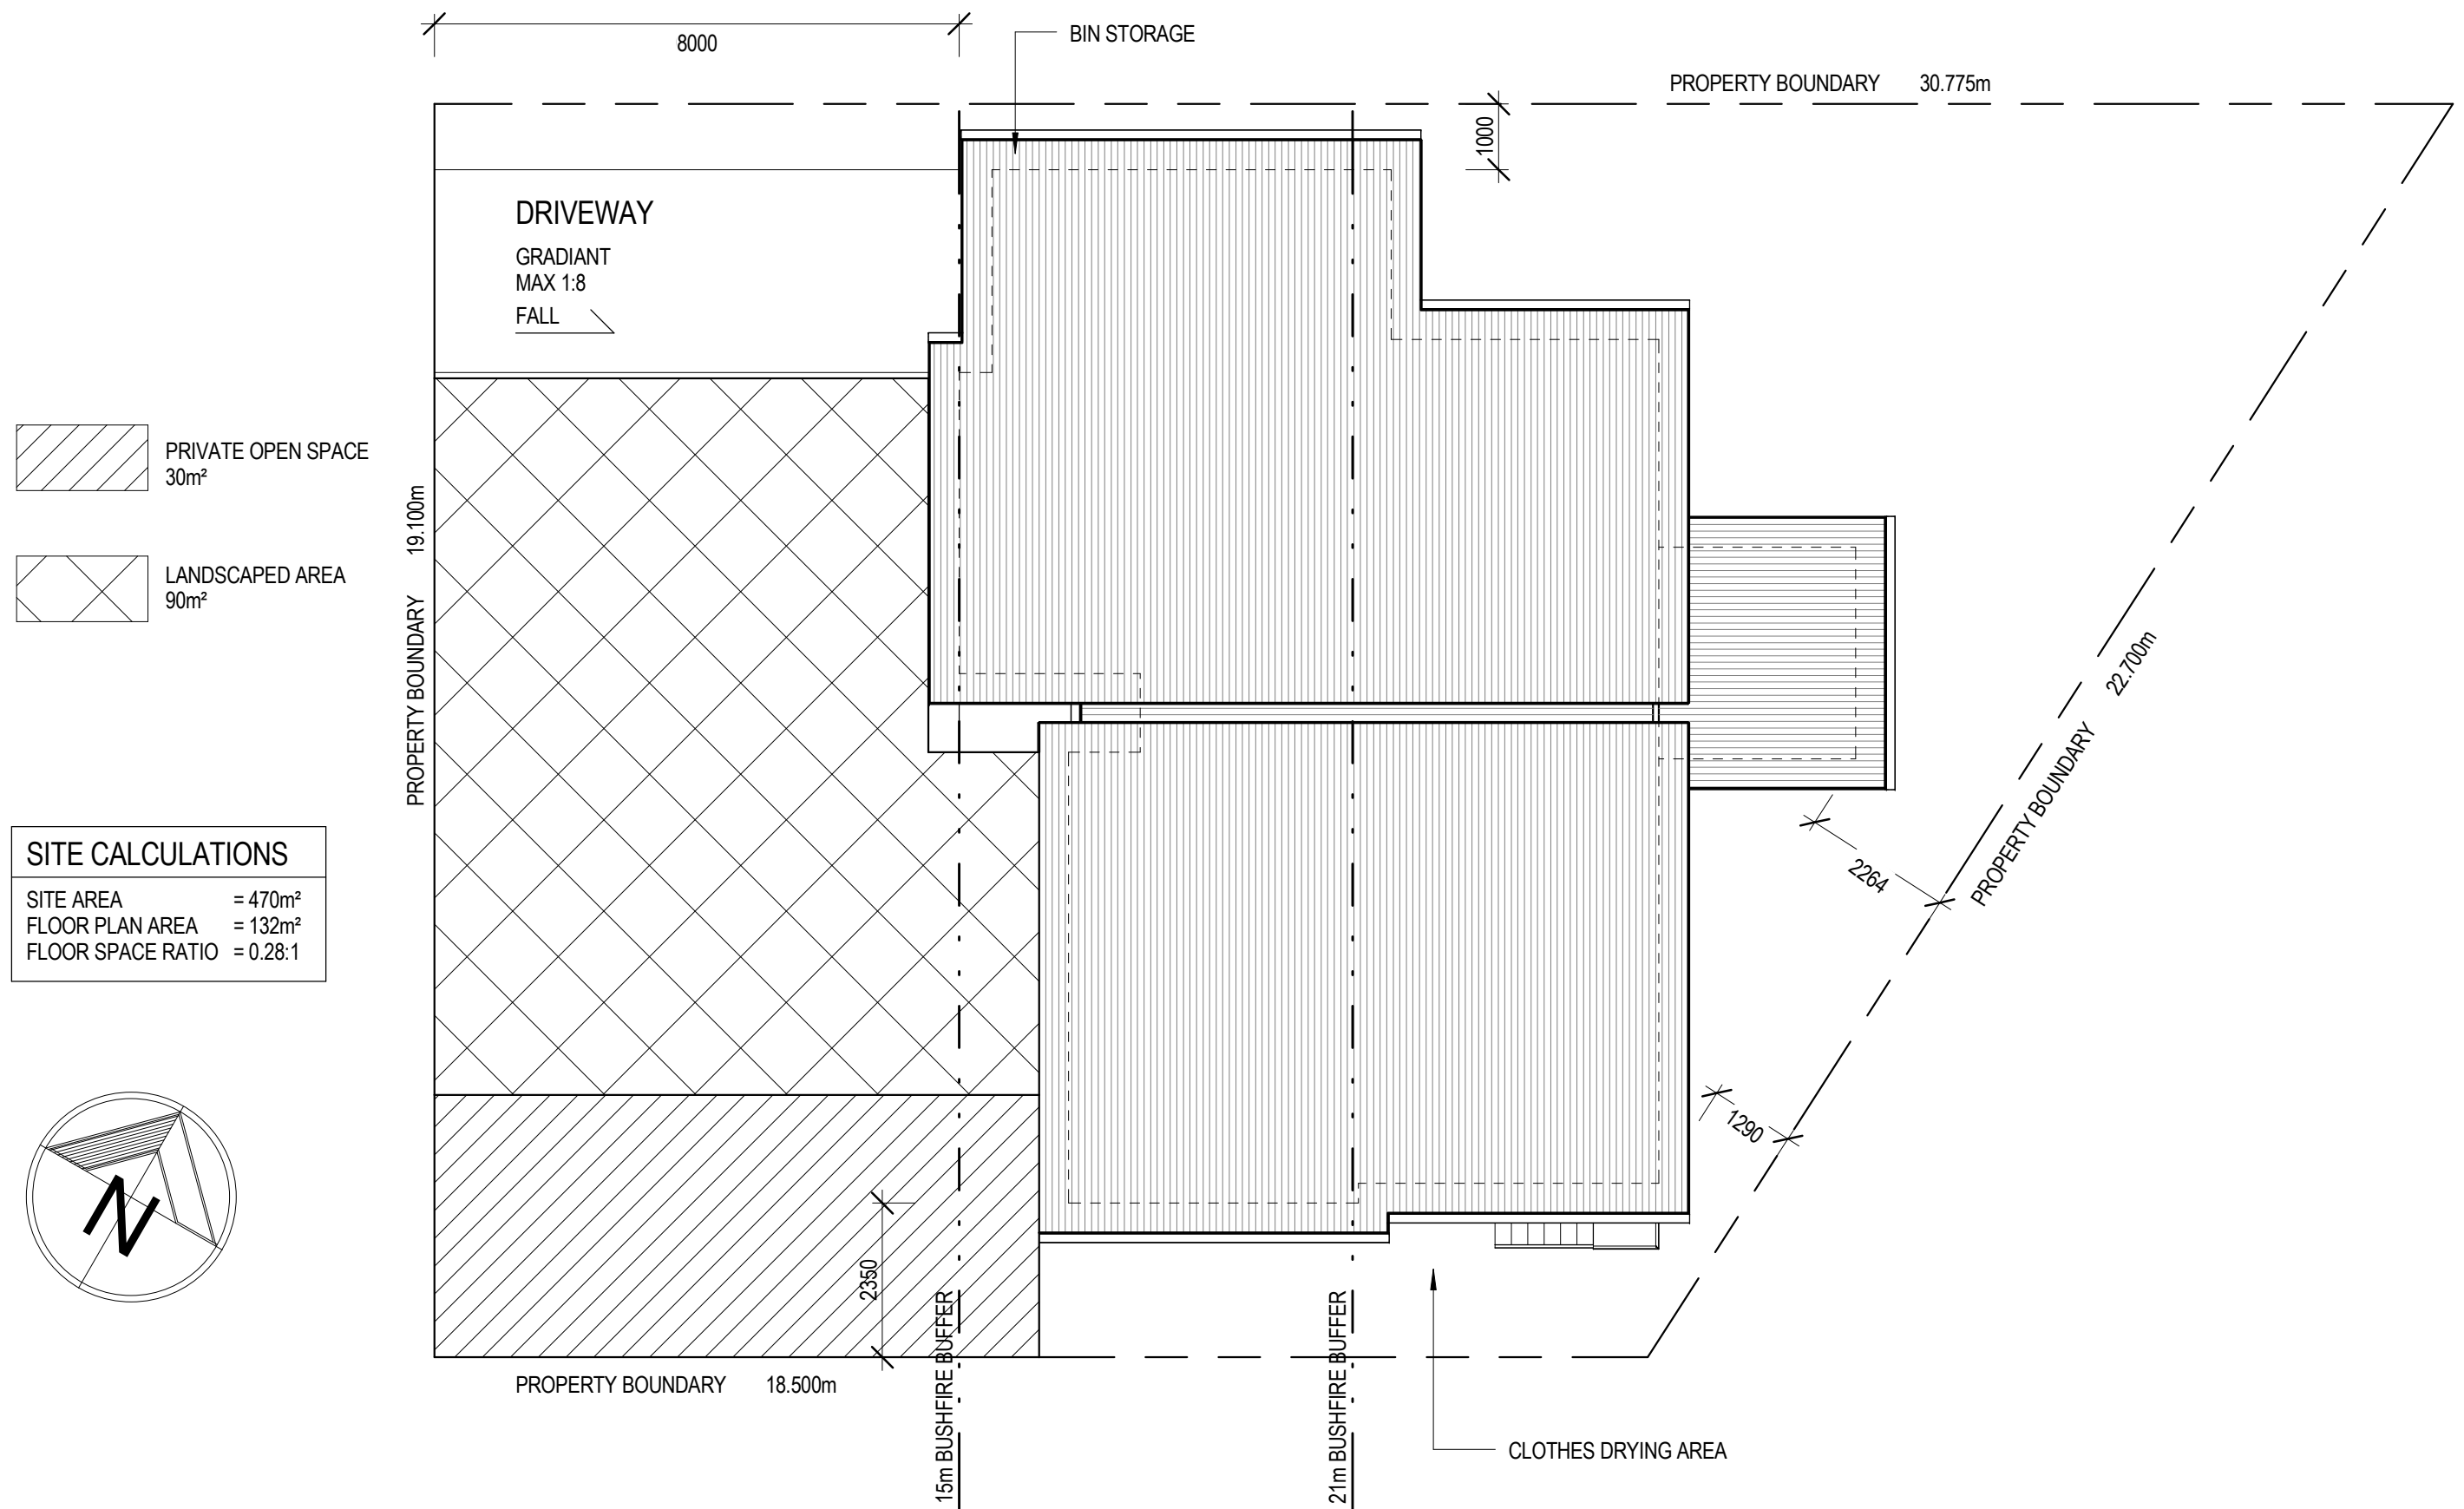 8000
BIN STORAGE
PROPERTY BOUNDARY 30.775m
1000
DRIVEWAY
GRADIANT
MAX 1:8
FALL
PRIVATE OPEN SPACE
30m²
LANDSCAPED AREA
90m²
PROPERTY BOUNDARY 19.100m
PROPERTY BOUNDARY 22.700m
SITE CALCULATIONS
SITE AREA = 470m²
FLOOR PLAN AREA = 132m²
FLOOR SPACE RATIO = 0.28:1
2264
1290
N
2350
PROPERTY BOUNDARY 18.500m
15m BUSHFIRE BUFFER
21m BUSHFIRE BUFFER
CLOTHES DRYING AREA